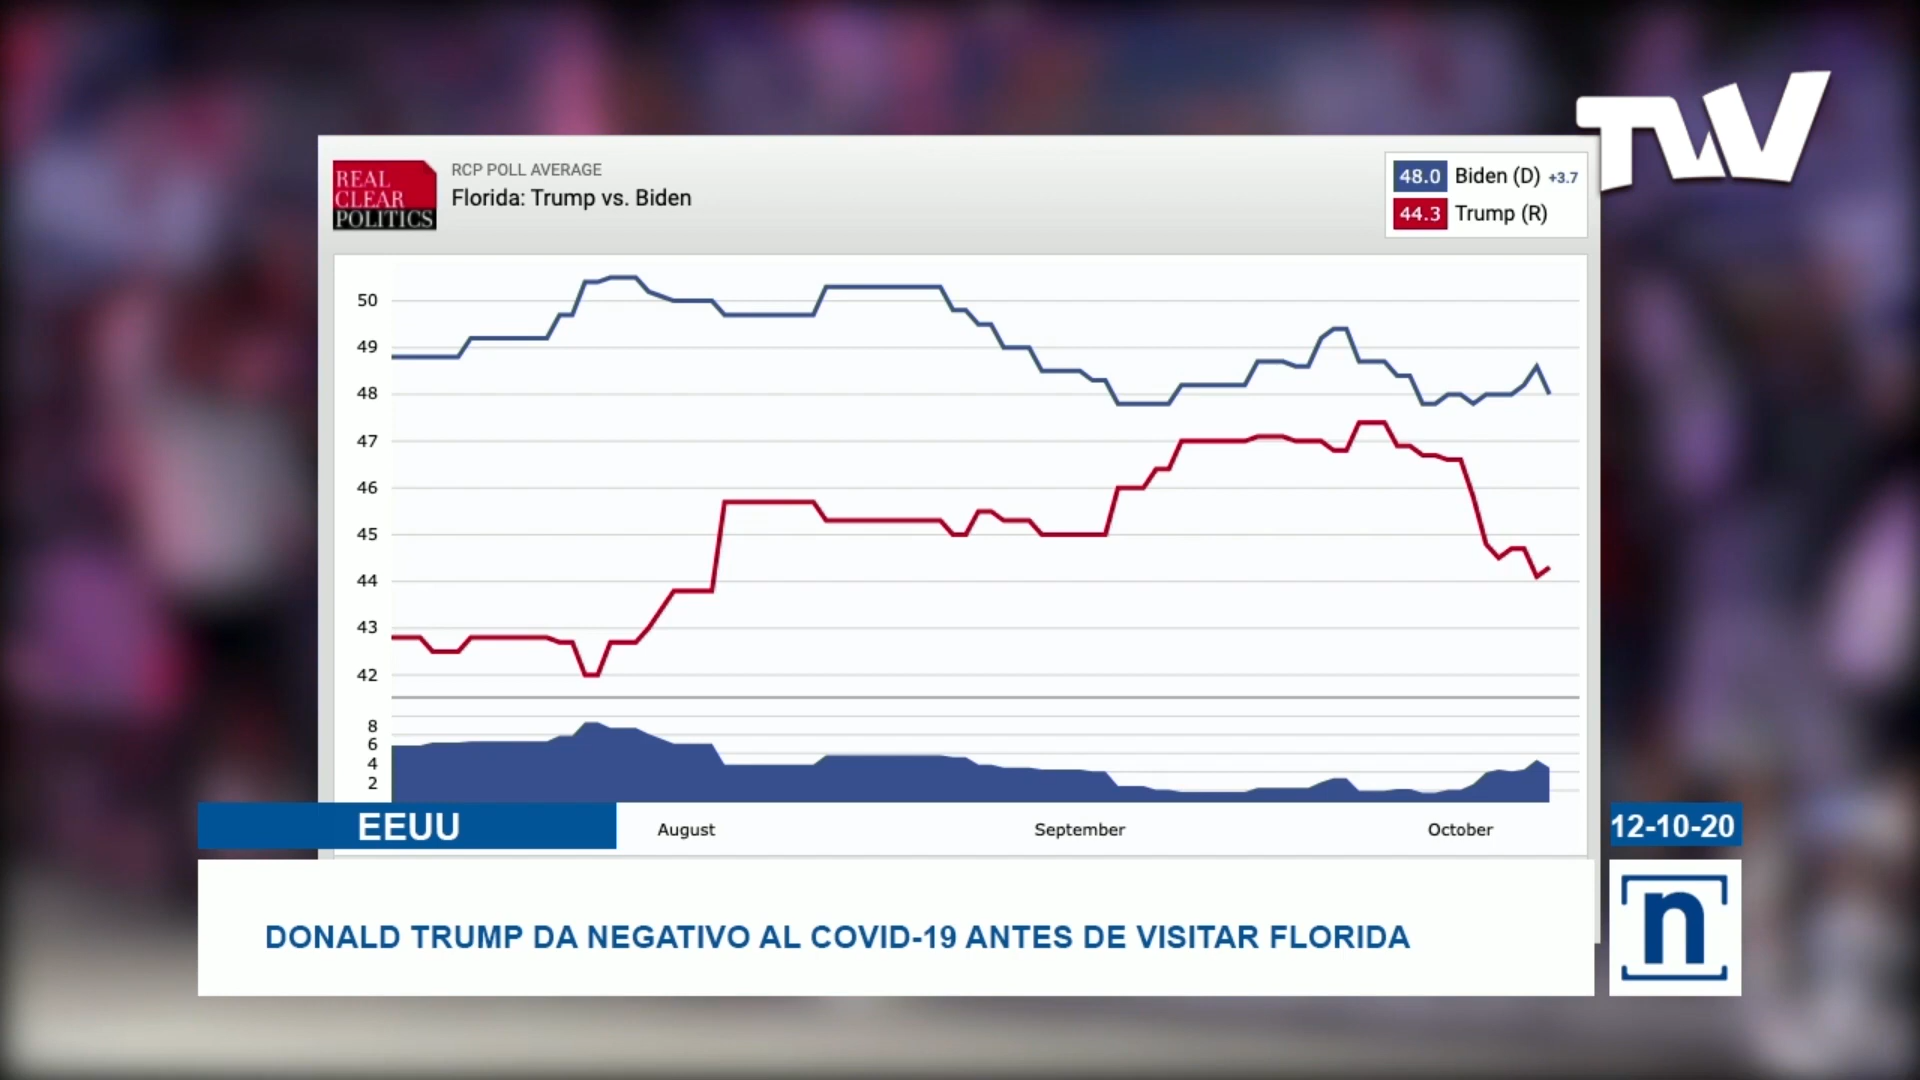 TVV
REAL
CLEAR
POLITICS
RCP POLL AVERAGE
Florida: Trump vs. Biden
48.0 Biden (D) +3.7
44.3 Trump (R)
50
49
48
47
46
45
44
43
42
8
6
4
2
August September October
EEUU
12-10-20
DONALD TRUMP DA NEGATIVO AL COVID-19 ANTES DE VISITAR FLORIDA
n